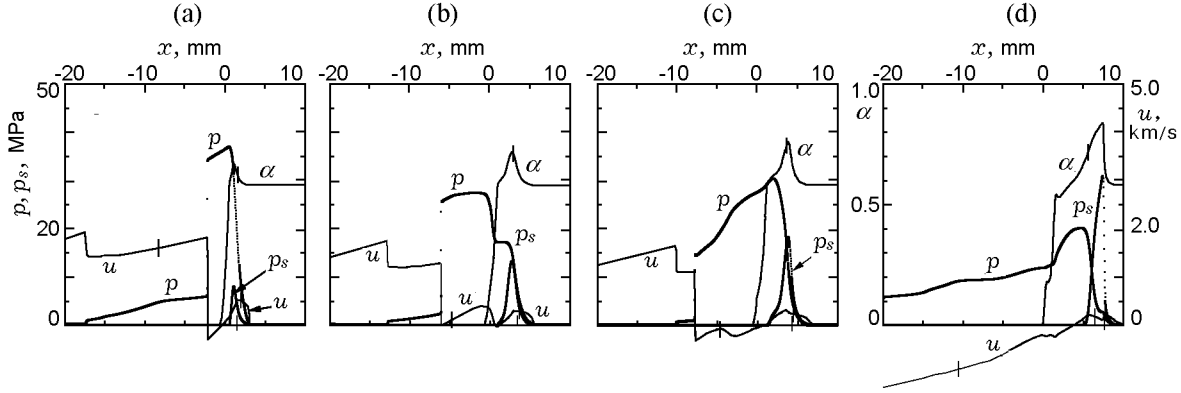 (a) (b) (c) (d)
x, mm x, mm x, mm x, mm
-20 -10 0 10 -20 -10 0 10 -20 -10 0 10 -20 -10 0 10
50 1.0 5.0
α u,
km/s
p, pₛ, MPa
p α p α p α α
0.5 pₛ
20 2.0
u pₛ u pₛ u pₛ p
p u u u
0 0 0
u